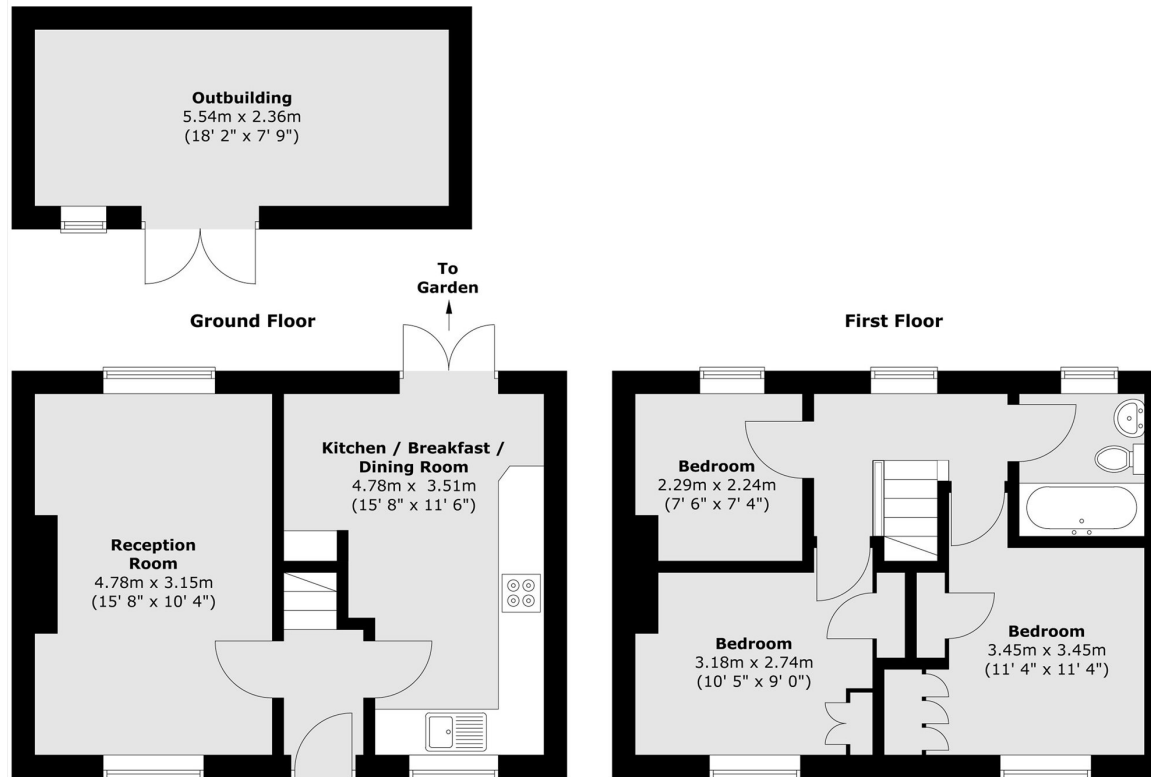 Outbuilding
5.54m x 2.36m
(18' 2" x 7' 9")
To
Garden
Ground Floor
Kitchen / Breakfast /
Dining Room
4.78m x 3.51m
(15' 8" x 11' 6")
Reception
Room
4.78m x 3.15m
(15' 8" x 10' 4")
First Floor
Bedroom
2.29m x 2.24m
(7' 6" x 7' 4")
Bedroom
3.18m x 2.74m
(10' 5" x 9' 0")
Bedroom
3.45m x 3.45m
(11' 4" x 11' 4")